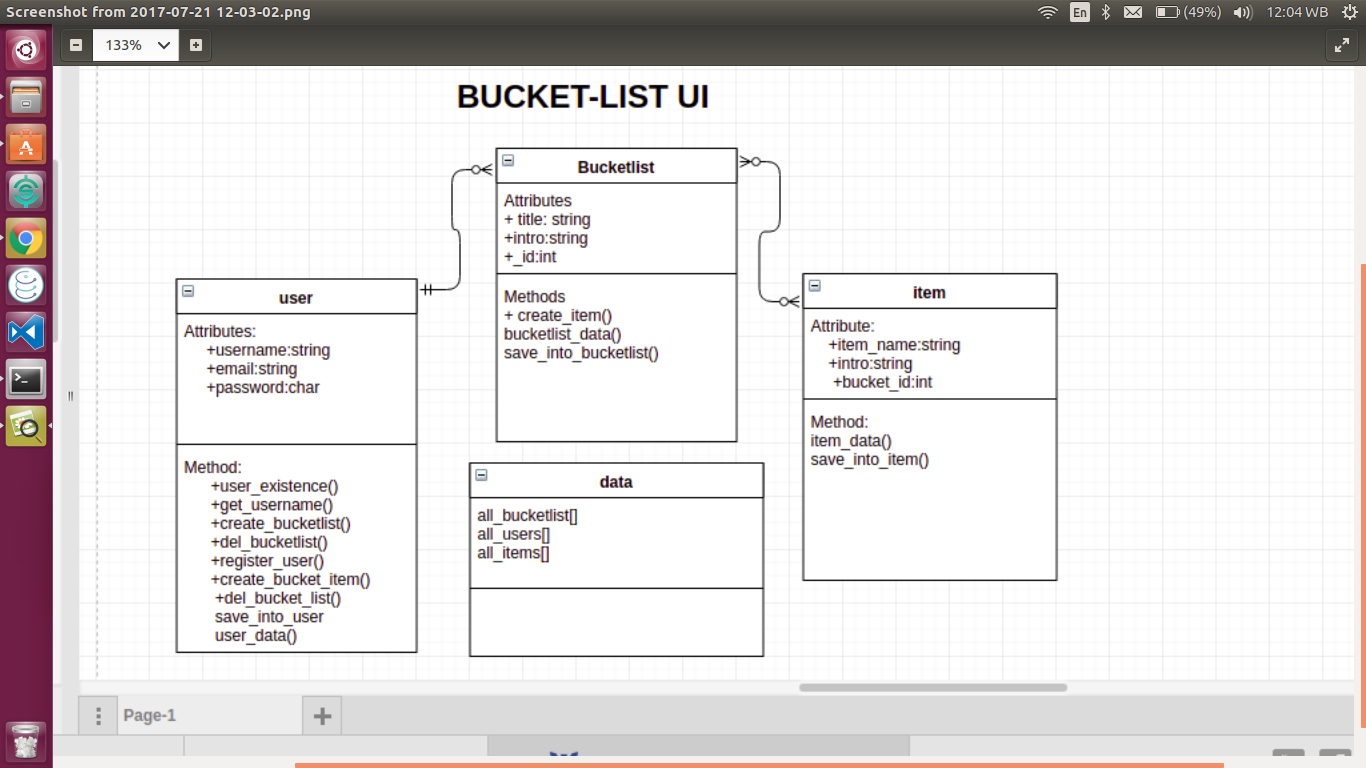 Screenshot from 2017-07-21 12-03-02.png
En
(49%)
12:04 WB
133%
BUCKET-LIST UI
Bucketlist
Attributes
+ title: string
+intro:string
+_id:int
Methods
+ create_item()
bucketlist_data()
save_into_bucketlist()
user
Attributes:
+username:string
+email:string
+password:char
Method:
+user_existence()
+get_username()
+create_bucketlist()
+del_bucketlist()
+register_user()
+create_bucket_item()
+del_bucket_list()
save_into_user
user_data()
data
all_bucketlist[]
all_users[]
all_items[]
item
Attribute:
+item_name:string
+intro:string
+bucket_id:int
Method:
item_data()
save_into_item()
Page-1